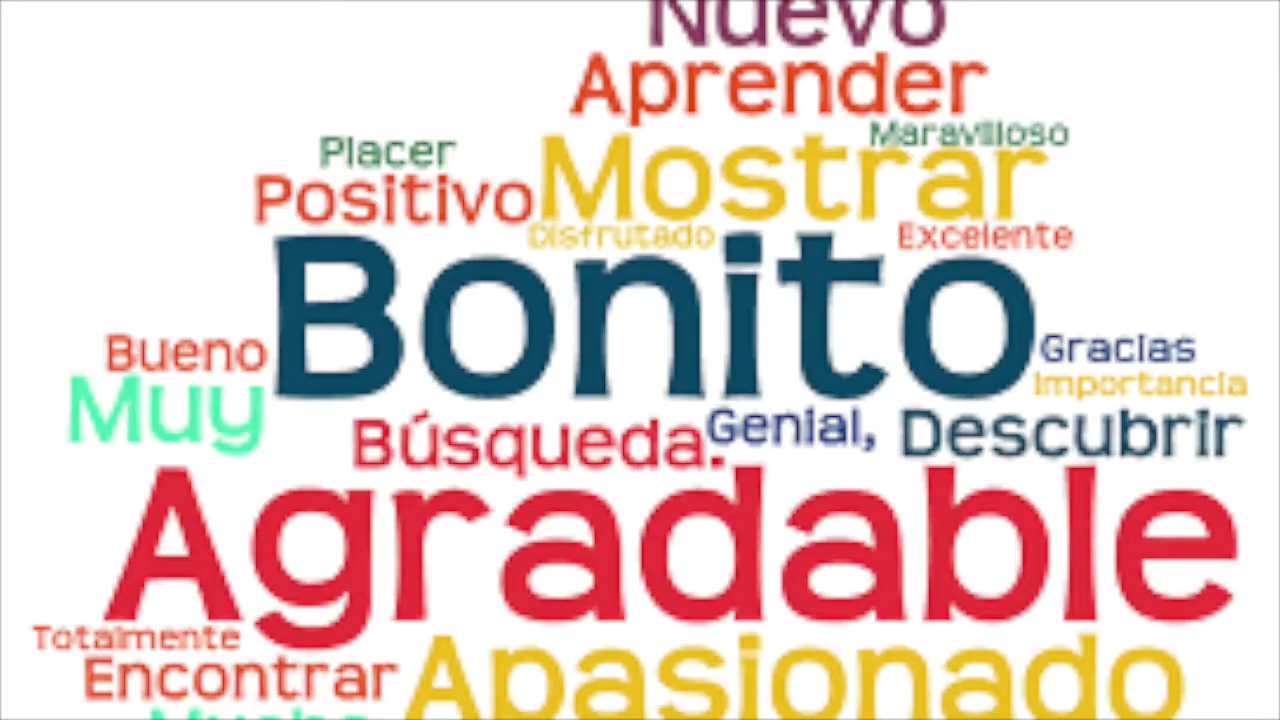 Nuevo
Aprender
Maravilloso
Placer
Mostrar
Positivo
Disfrutado
Excelente
Bonito
Bueno
Gracias
Importancia
Muy
Búsqueda.
Genial,
Descubrir
Agradable
Totalmente
Encontrar
Apasionado